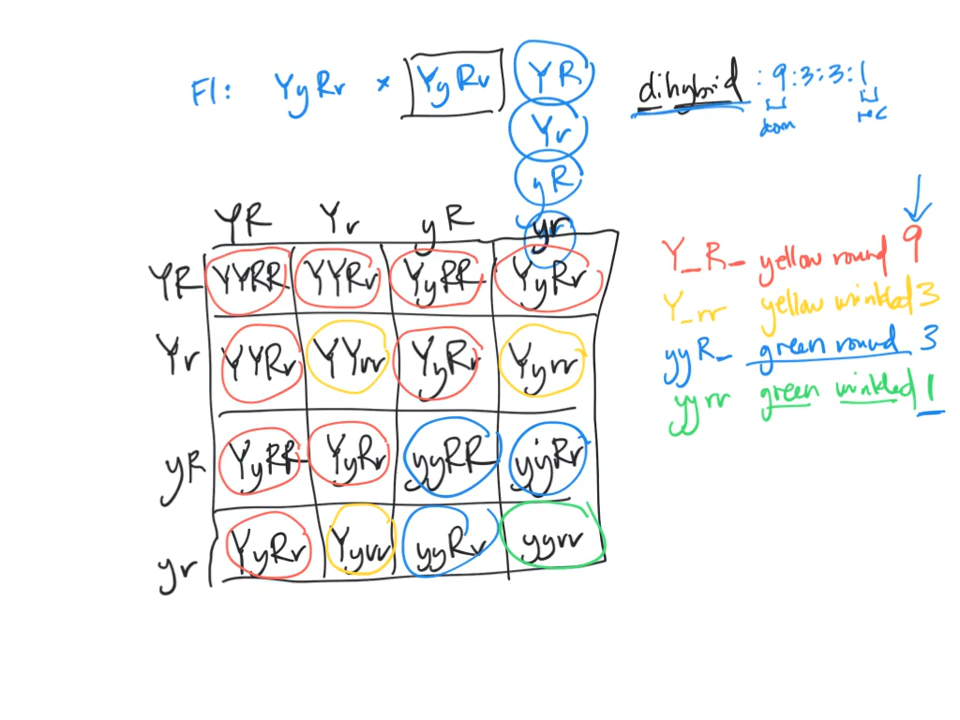 F1: YyRr × YyRr
YR
Yr
yR
yr
dihybrid : 9:3:3:1
dom
rec
YR Yr yR
YR YYRR YYRr YyRR YyRr
Yr YYRr YYrr YyRr Yyrr
yR YyRR YyRr yyRR yyRr
yr YyRr Yyrr yyRr yyrr
Y_R_ yellow round 9
Y_rr yellow wrinkled 3
yyR_ green round 3
yyrr green winkled 1